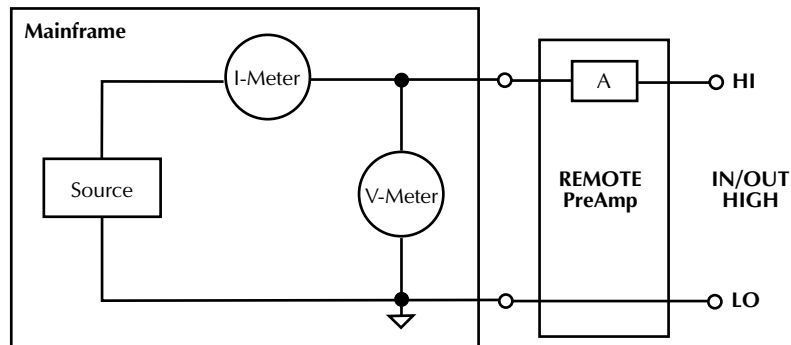 Mainframe
I-Meter
A
HI
Source
V-Meter
REMOTE
PreAmp
IN/OUT
HIGH
LO